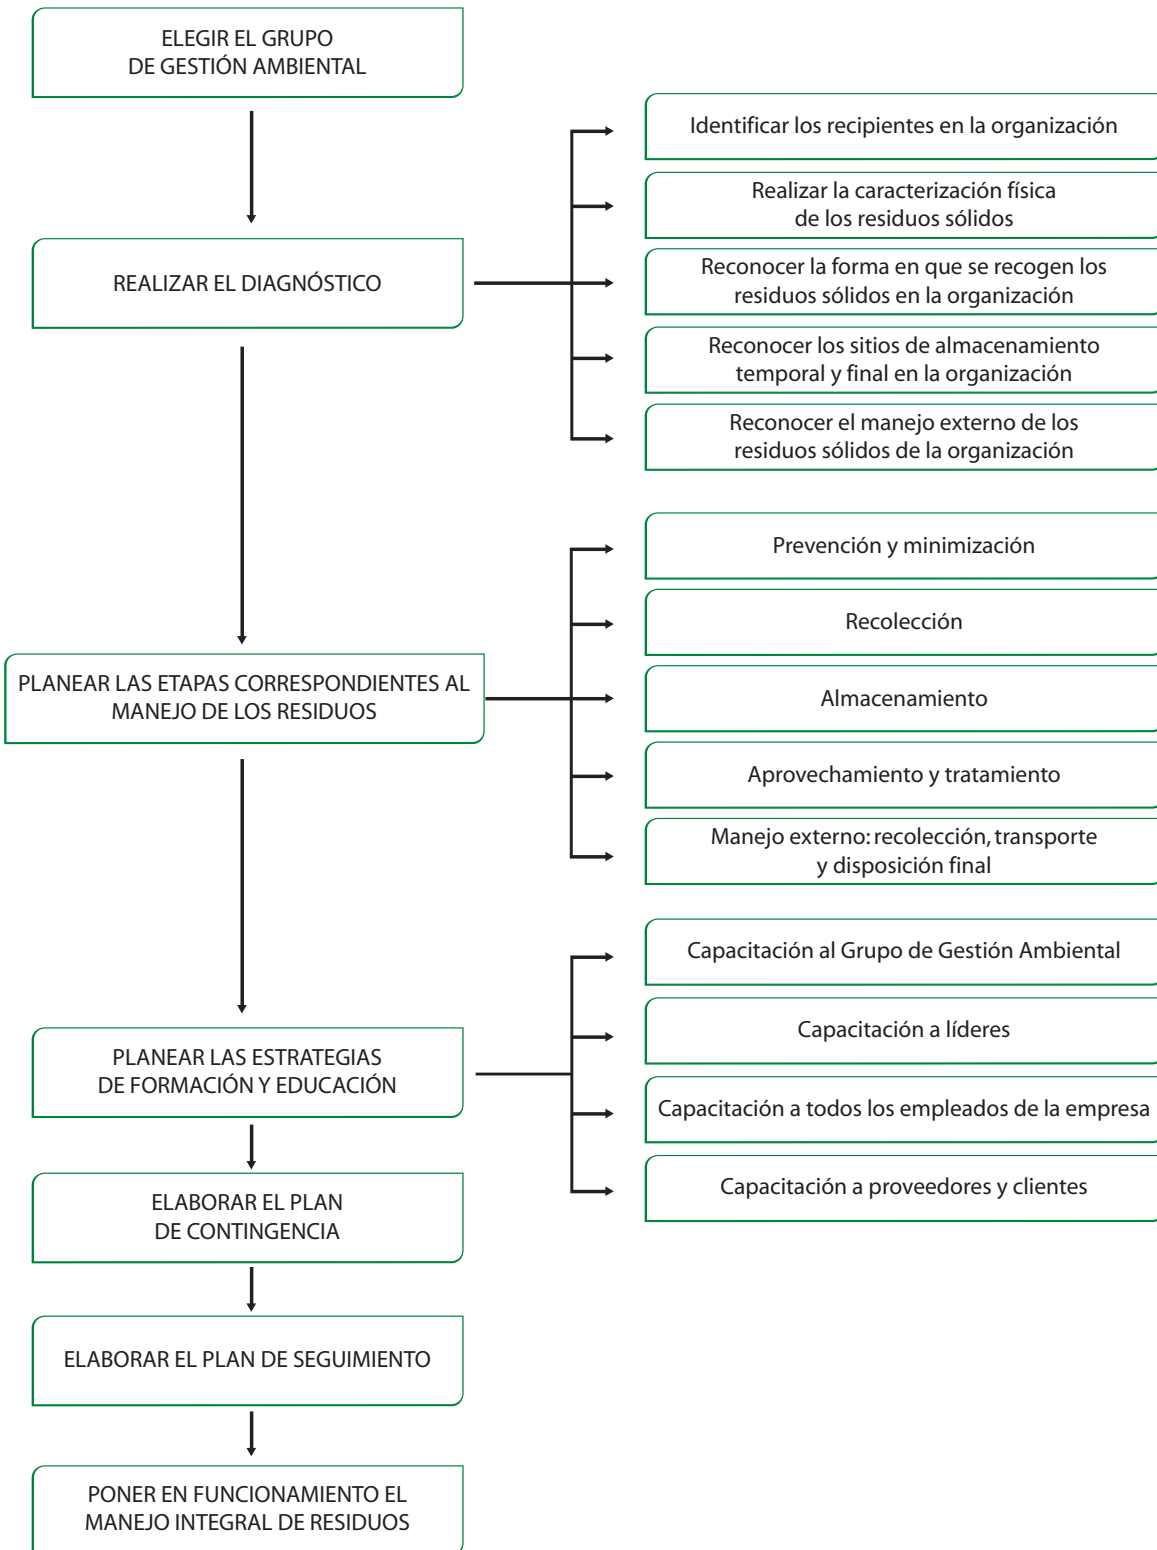 ELEGIR EL GRUPO
DE GESTIÓN AMBIENTAL
REALIZAR EL DIAGNÓSTICO
Identificar los recipientes en la organización
Realizar la caracterización física
de los residuos sólidos
Reconocer la forma en que se recogen los
residuos sólidos en la organización
Reconocer los sitios de almacenamiento
temporal y final en la organización
Reconocer el manejo externo de los
residuos sólidos de la organización
PLANEAR LAS ETAPAS CORRESPONDIENTES AL
MANEJO DE LOS RESIDUOS
Prevención y minimización
Recolección
Almacenamiento
Aprovechamiento y tratamiento
Manejo externo: recolección, transporte
y disposición final
PLANEAR LAS ESTRATEGIAS
DE FORMACIÓN Y EDUCACIÓN
Capacitación al Grupo de Gestión Ambiental
Capacitación a líderes
Capacitación a todos los empleados de la empresa
Capacitación a proveedores y clientes
ELABORAR EL PLAN
DE CONTINGENCIA
ELABORAR EL PLAN DE SEGUIMIENTO
PONER EN FUNCIONAMIENTO EL
MANEJO INTEGRAL DE RESIDUOS